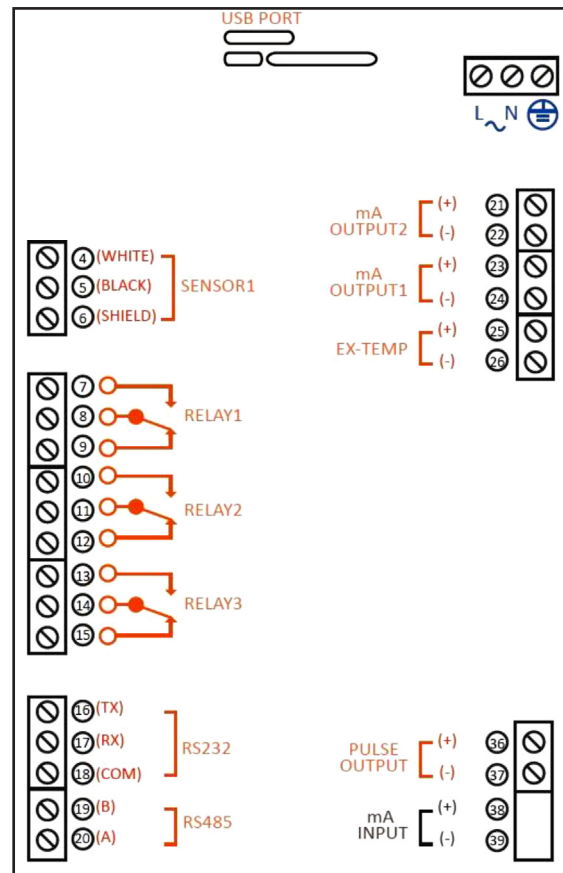 USB PORT
L N
(+) 21
mA
OUTPUT2
(-) 22
(+) 23
mA
OUTPUT1
(-) 24
(+) 25
EX-TEMP
(-) 26
4 (WHITE)
5 (BLACK) SENSOR1
6 (SHIELD)
7
8 RELAY1
9
10
11 RELAY2
12
13
14 RELAY3
15
16 (TX)
17 (RX) RS232
18 (COM)
19 (B)
RS485
20 (A)
(+) 36
PULSE
OUTPUT
(-) 37
(+) 38
mA
INPUT
(-) 39